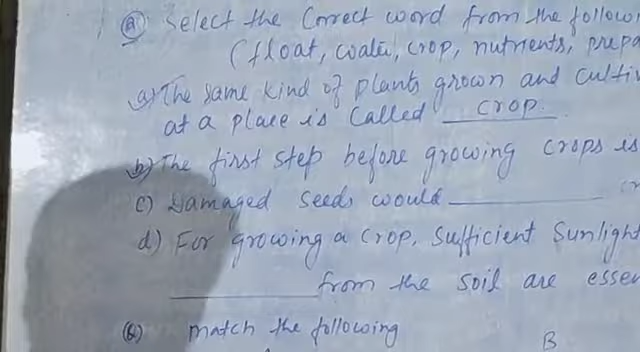 (A) Select the Correct word from the follow
(float, water, crop, nutrients, prepa
a) The same kind of plants grown and culti
at a place is called crop.
b) The first step before growing crops is
c) Damaged seeds would
d) For growing a crop, sufficient sunlight
from the soil are essen
(B) match the following
B